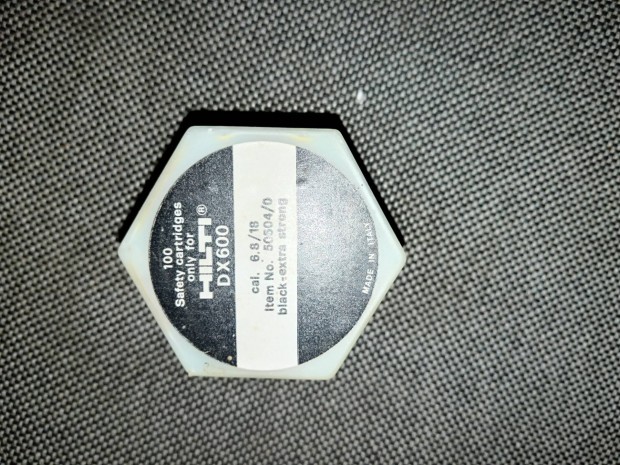 100
Safety cartridges
only for
HILTI®
DX600
cal. 6.8/18
Item No. 50504/0
black-extra strong
MADE IN ITALY